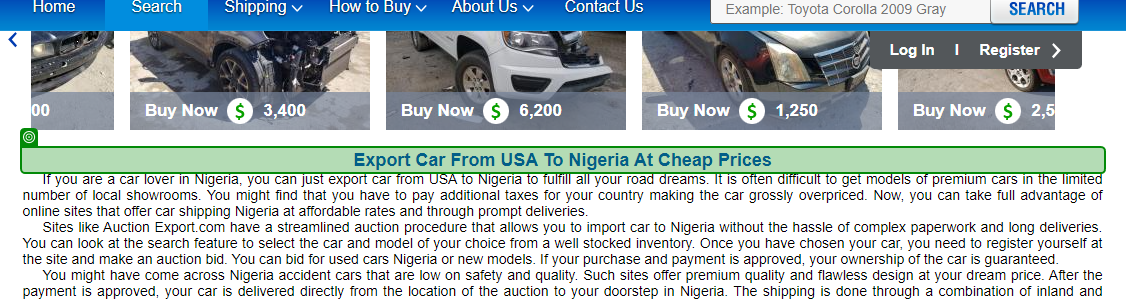 Home Search Shipping How to Buy About Us Contact Us Example: Toyota Corolla 2009 Gray SEARCH
Log In I Register
00 Buy Now $ 3,400 Buy Now $ 6,200 Buy Now $ 1,250 Buy Now $ 2,5
Export Car From USA To Nigeria At Cheap Prices
If you are a car lover in Nigeria, you can just export car from USA to Nigeria to fulfill all your road dreams. It is often difficult to get models of premium cars in the limited
number of local showrooms. You might find that you have to pay additional taxes for your country making the car grossly overpriced. Now, you can take full advantage of
online sites that offer car shipping Nigeria at affordable rates and through prompt deliveries.
Sites like Auction Export.com have a streamlined auction procedure that allows you to import car to Nigeria without the hassle of complex paperwork and long deliveries.
You can look at the search feature to select the car and model of your choice from a well stocked inventory. Once you have chosen your car, you need to register yourself at
the site and make an auction bid. You can bid for used cars Nigeria or new models. If your purchase and payment is approved, your ownership of the car is guaranteed.
You might have come across Nigeria accident cars that are low on safety and quality. Such sites offer premium quality and flawless design at your dream price. After the
payment is approved, your car is delivered directly from the location of the auction to your doorstep in Nigeria. The shipping is done through a combination of inland and